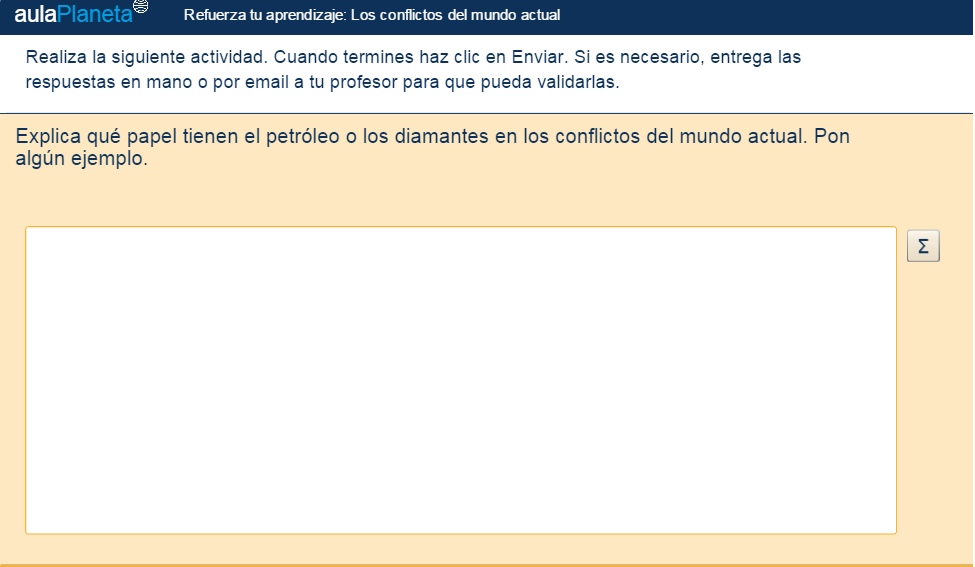 aulaPlaneta Refuerza tu aprendizaje: Los conflictos del mundo actual
Realiza la siguiente actividad. Cuando termines haz clic en Enviar. Si es necesario, entrega las
respuestas en mano o por email a tu profesor para que pueda validarlas.
Explica qué papel tienen el petróleo o los diamantes en los conflictos del mundo actual. Pon
algún ejemplo.
Σ